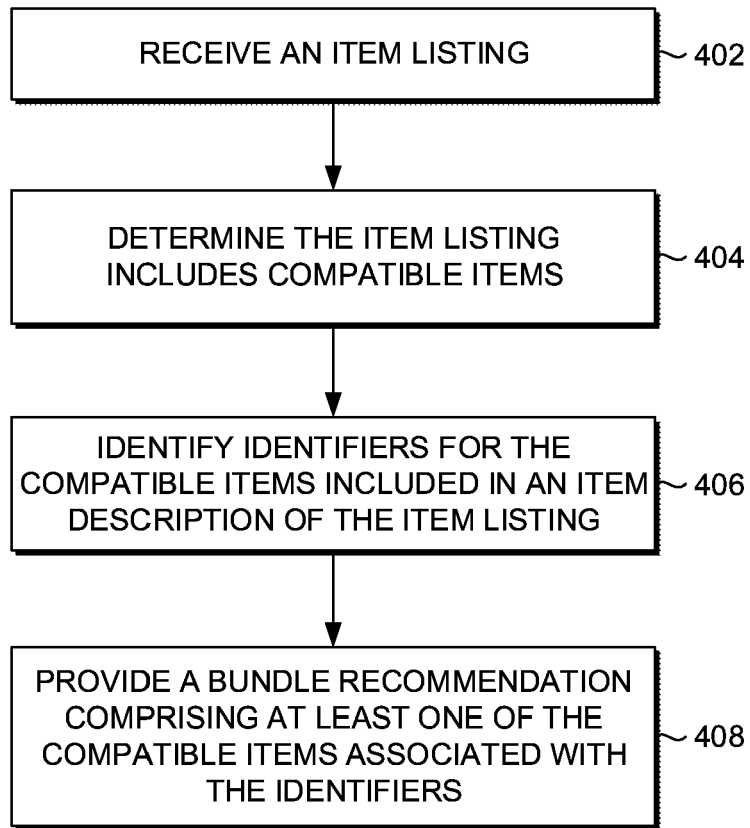 RECEIVE AN ITEM LISTING
402
DETERMINE THE ITEM LISTING
INCLUDES COMPATIBLE ITEMS
404
IDENTIFY IDENTIFIERS FOR THE
COMPATIBLE ITEMS INCLUDED IN AN ITEM
DESCRIPTION OF THE ITEM LISTING
406
PROVIDE A BUNDLE RECOMMENDATION
COMPRISING AT LEAST ONE OF THE
COMPATIBLE ITEMS ASSOCIATED WITH
THE IDENTIFIERS
408